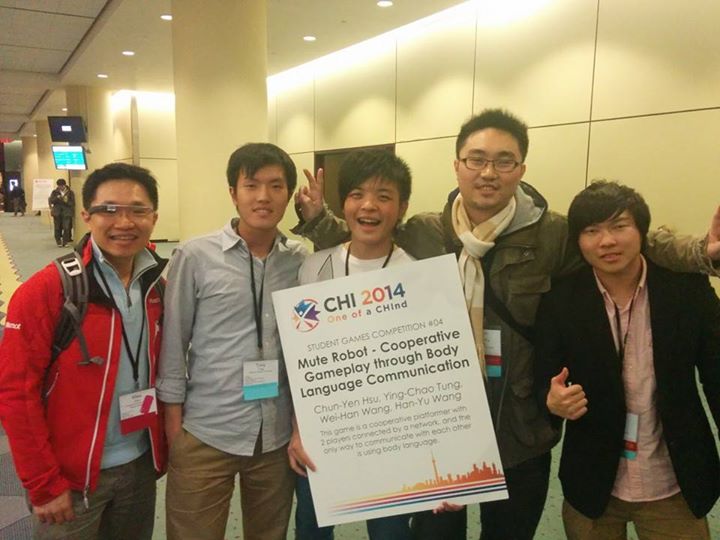 CHI 2014
One of a CHInd
STUDENT GAMES COMPETITION #04
Mute Robot - Cooperative
Gameplay through Body
Language Communication
Chun-Yen Hsu, Ying-Chao Tung,
Wei-Han Wang, Han-Yu Wang
This game is a cooperative platformer with
2 players connected by a network, and the
only way to communicate with each other
is using body language.